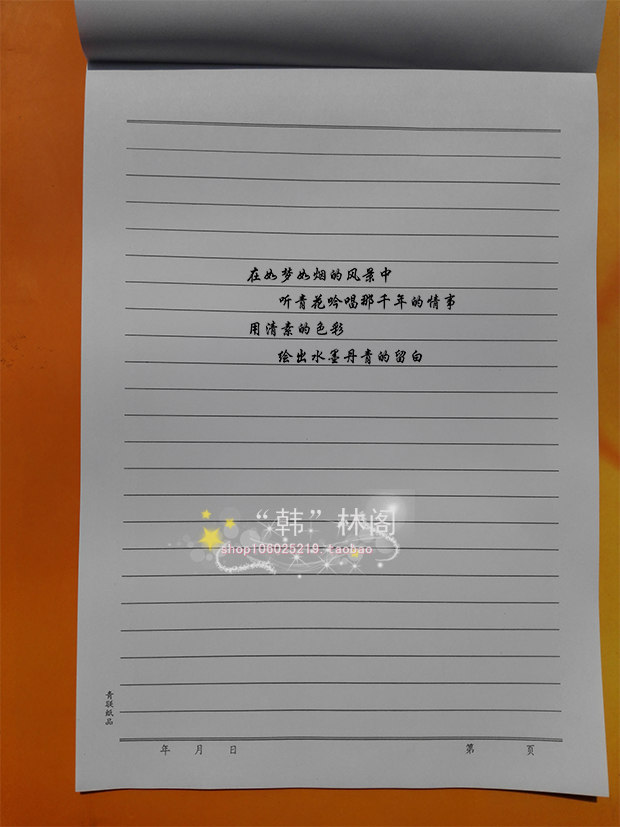 在如梦如烟的风景中
听青花吟唱那千年的情事
用清素的色彩
绘出水墨丹青的留白
“韩”林阁
shop106025219.taobao
青联纸品
年 月 日 第 页